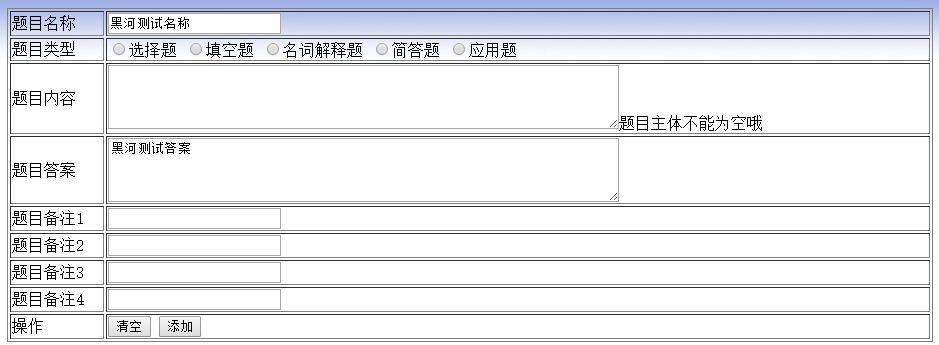 题目名称 黑河测试名称
题目类型 选择题 填空题 名词解释题 简答题 应用题
题目内容 题目主体不能为空哦
题目答案 黑河测试答案
题目备注1
题目备注2
题目备注3
题目备注4
操作 清空 添加